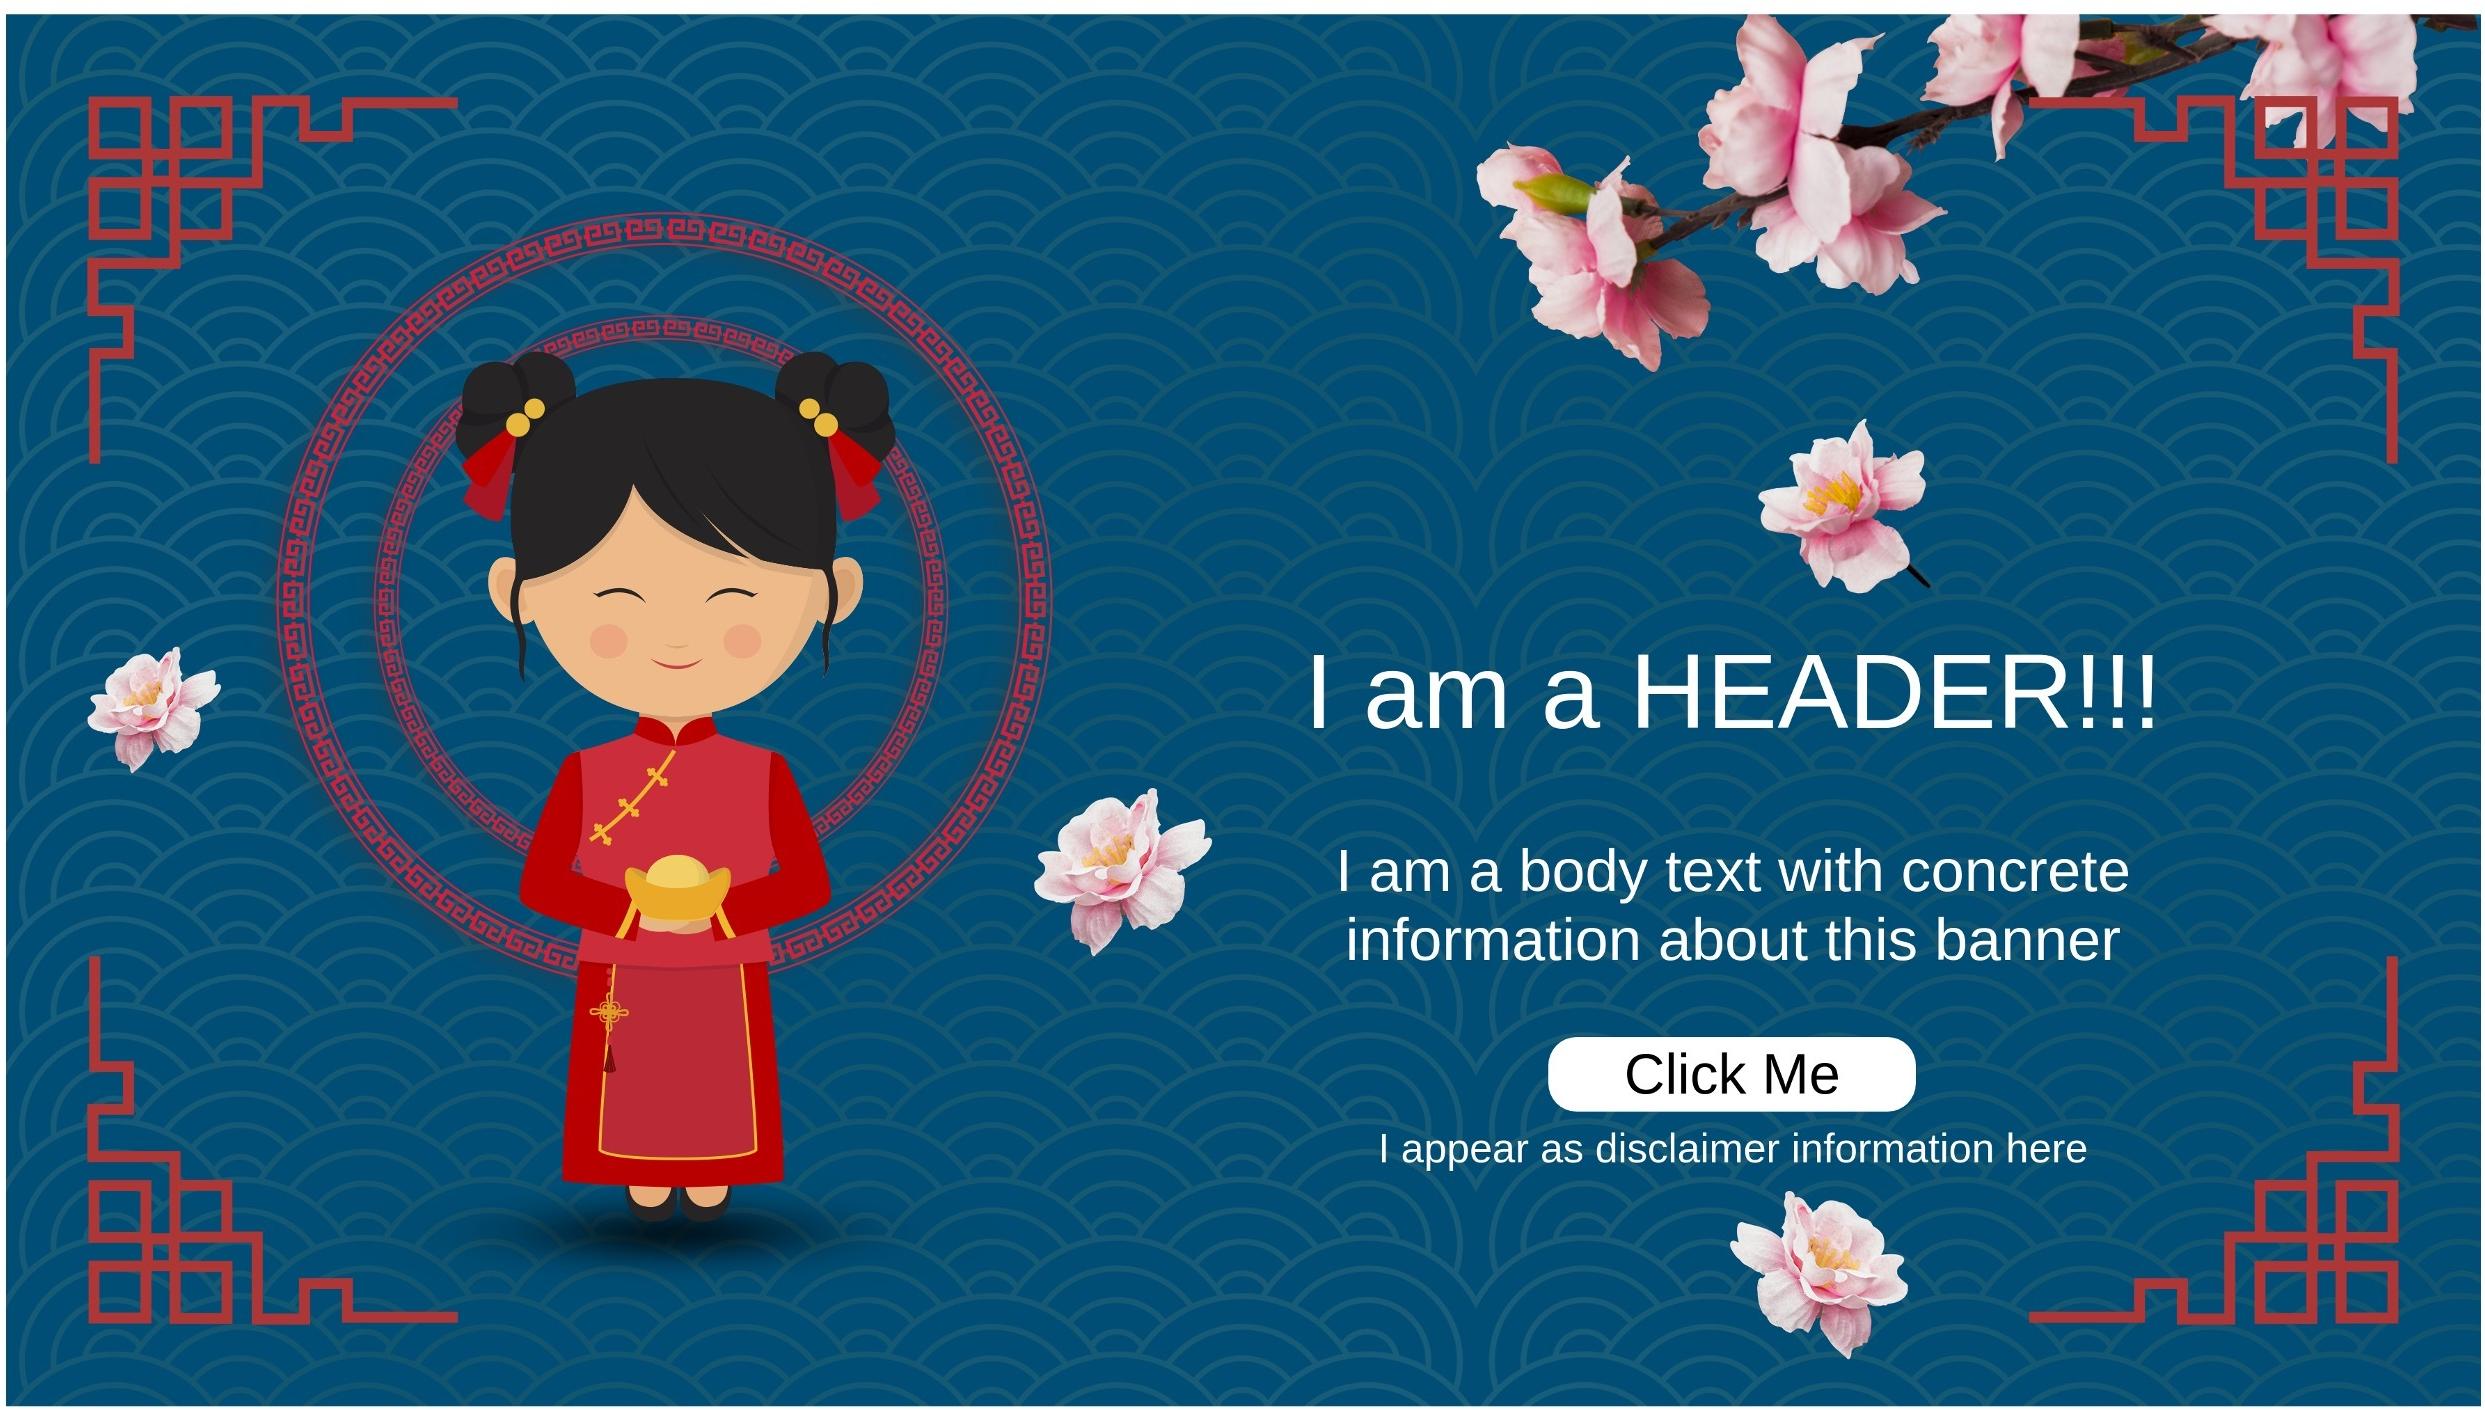 I am a HEADER!!!
I am a body text with concrete
information about this banner
Click Me
I appear as disclaimer information here